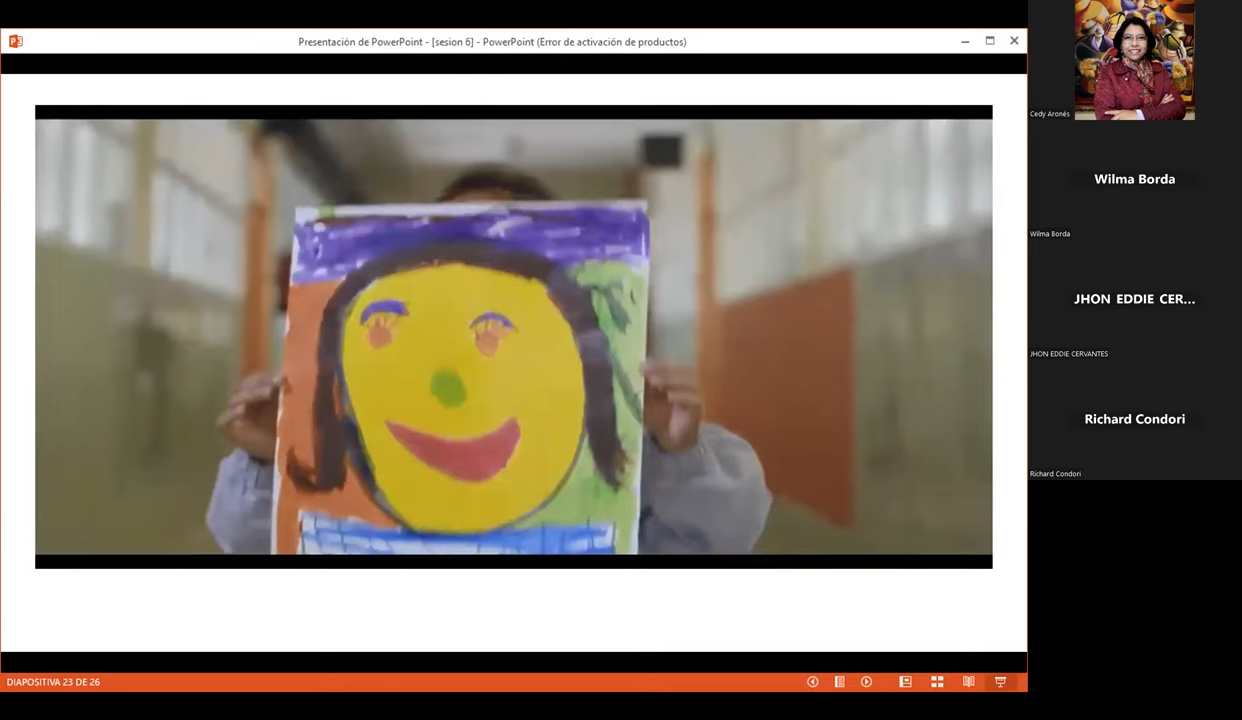 Presentación de PowerPoint - [sesion 6] - PowerPoint (Error de activación de productos)
Cedy Aronés
Wilma Borda
Wilma Borda
JHON EDDIE CER...
JHON EDDIE CERVANTES
Richard Condori
Richard Condori
DIAPOSITIVA 23 DE 26